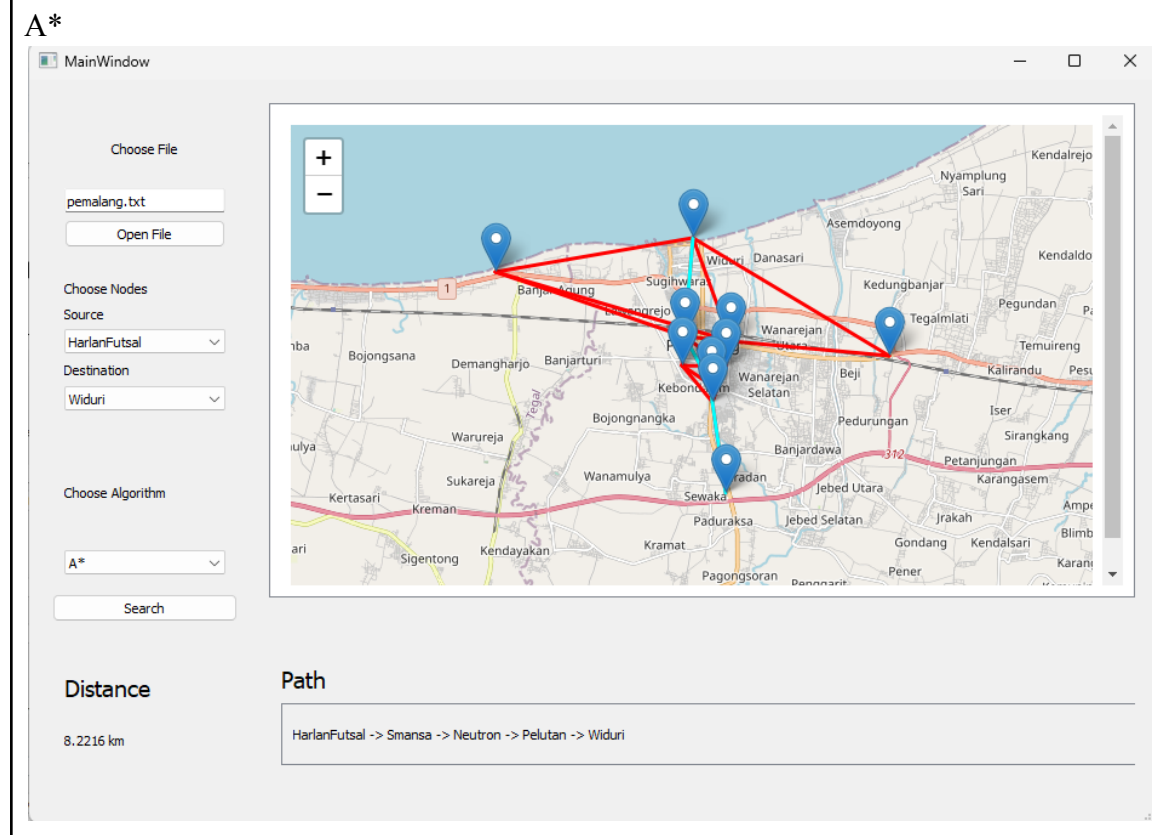 A*
MainWindow
Choose File
pemalang.txt
Open File
Choose Nodes
Source
HarlanFutsal
Destination
Widuri
Choose Algorithm
A*
Search
+
−
Kendalrejo
Nyamplung
Sari
Asemdoyong
Widuri
Danasari
Kendaldo
Sugihwaras
Kedungbanjar
1
Banjar Agung
Pegundan
Tegalmlati
Wanarejan
Utara
Temuireng
Bojongsana
Demangharjo
Banjarturi
Kalirandu
Wanarejan
Selatan
Beji
Tegal
Bojongnangka
Iser
Pedurungan
Warureja
Sirangkang
Banjardawa
312
Petanjungan
Wanamulya
Karangasem
Sukareja
Jebed Utara
Sewaka
Kertasari
Kreman
Paduraksa
Jebed Selatan
Jrakah
Kramat
Gondang
Kendalsari
Sigentong
Kendayakan
Pener
Pagongsoran
Penggarit
Distance
8.2216 km
Path
HarlanFutsal -> Smansa -> Neutron -> Pelutan -> Widuri